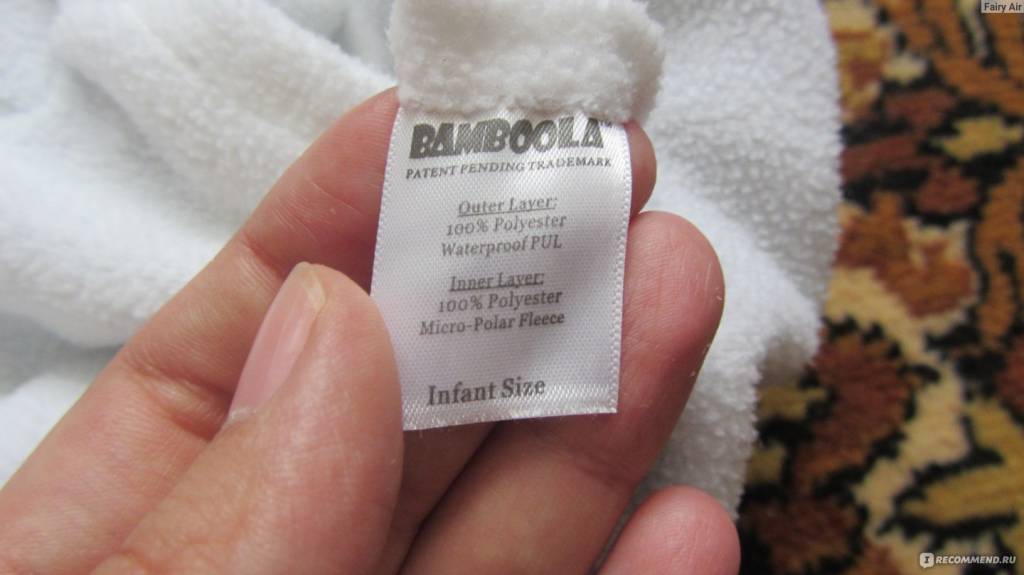 Fairy Air
BAMBOOLA
PATENT PENDING TRADEMARK
Outer Layer:
100% Polyester
Waterproof PUL
Inner Layer:
100% Polyester
Micro-Polar Fleece
Infant Size
IRECOMMEND.RU